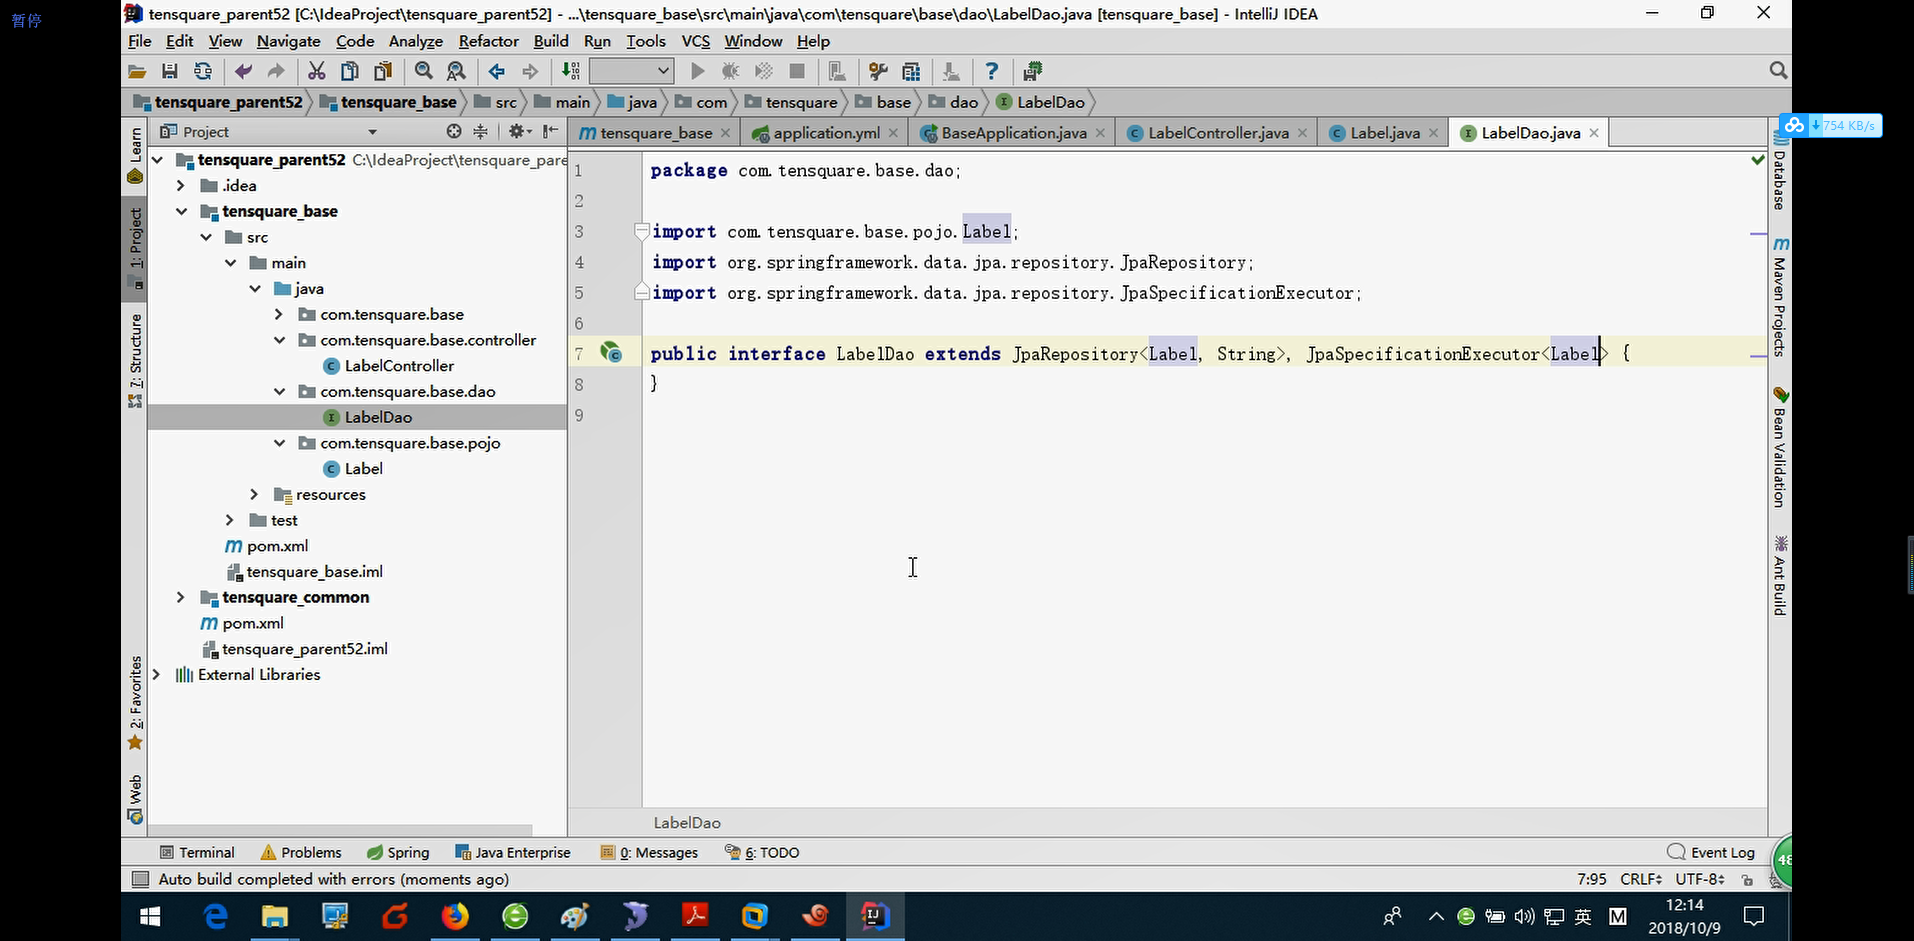 暂停
tensquare_parent52 [C:\IdeaProject\tensquare_parent52] - ...\tensquare_base\src\main\java\com\tensquare\base\dao\LabelDao.java [tensquare_base] - IntelliJ IDEA
File Edit View Navigate Code Analyze Refactor Build Run Tools VCS Window Help
tensquare_parent52 tensquare_base src main java com tensquare base dao LabelDao
Project
tensquare_base application.yml BaseApplication.java LabelController.java Label.java LabelDao.java
754 KB/s
Learn
1: Project
7: Structure
2: Favorites
Web
tensquare_parent52 C:\IdeaProject\tensquare_pare
.idea
tensquare_base
src
main
java
com.tensquare.base
com.tensquare.base.controller
LabelController
com.tensquare.base.dao
LabelDao
com.tensquare.base.pojo
Label
resources
test
pom.xml
tensquare_base.iml
tensquare_common
pom.xml
tensquare_parent52.iml
External Libraries
1 package com.tensquare.base.dao;
2
3 import com.tensquare.base.pojo.Label;
4 import org.springframework.data.jpa.repository.JpaRepository;
5 import org.springframework.data.jpa.repository.JpaSpecificationExecutor;
6
7 public interface LabelDao extends JpaRepository<Label, String>, JpaSpecificationExecutor<Label> {
8 }
9
LabelDao
Database
Maven Projects
Bean Validation
Ant Build
Terminal Problems Spring Java Enterprise 0: Messages 6: TODO Event Log
48
Auto build completed with errors (moments ago) 7:95 CRLF UTF-8
英 M
12:14
2018/10/9